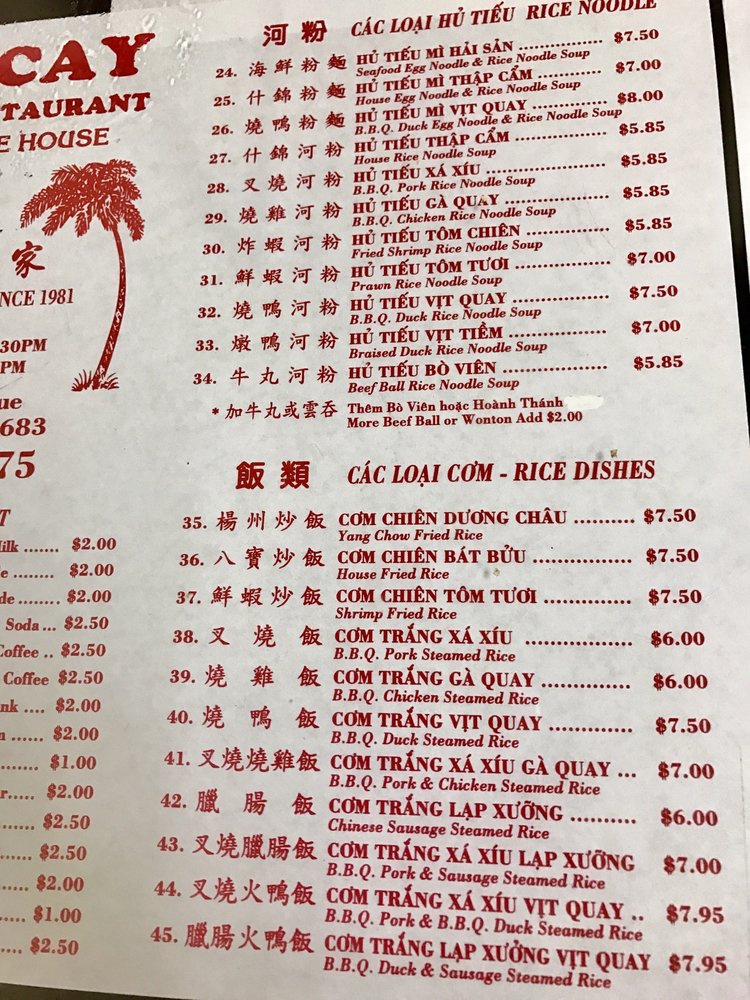 CAY
TAURANT
E HOUSE
家
NCE 1981
30PM
PM
ue
683
75
T
Milk ....... $2.00
e ........ $2.00
de ........ $2.00
Soda ... $2.50
Coffee .. $2.50
Coffee $2.50
nk .... $2.00
n ...... $2.00
........ $1.00
r..... $2.00
....... $2.50
....... $2.50
...... $2.00
..... $1.00
.... $2.50
河粉 CÁC LOẠI HỦ TIẾU RICE NOODLE
24. 海鮮粉麵 HỦ TIẾU MÌ HẢI SẢN ................ $7.50
Seafood Egg Noodle & Rice Noodle Soup
25. 什錦粉麵 HỦ TIẾU MÌ THẬP CẨM ............ $7.00
House Egg Noodle & Rice Noodle Soup
26. 燒鴨粉麵 HỦ TIẾU MÌ VỊT QUAY ............. $8.00
B.B.Q. Duck Egg Noodle & Rice Noodle Soup
27. 什錦河粉 HỦ TIẾU THẬP CẨM ................ $5.85
House Rice Noodle Soup
28. 叉燒河粉 HỦ TIẾU XÁ XÍU ..................... $5.85
B.B.Q. Pork Rice Noodle Soup
29. 燒雞河粉 HỦ TIẾU GÀ QUAY .................. $5.85
B.B.Q. Chicken Rice Noodle Soup
30. 炸蝦河粉 HỦ TIẾU TÔM CHIÊN .............. $5.85
Fried Shrimp Rice Noodle Soup
31. 鮮蝦河粉 HỦ TIẾU TÔM TƯƠI ................ $7.00
Prawn Rice Noodle Soup
32. 燒鴨河粉 HỦ TIẾU VỊT QUAY ................. $7.50
B.B.Q. Duck Rice Noodle Soup
33. 燉鴨河粉 HỦ TIẾU VỊT TIỀM ................. $7.00
Braised Duck Rice Noodle Soup
34. 牛丸河粉 HỦ TIẾU BÒ VIÊN ................... $5.85
Beef Ball Rice Noodle Soup
* 加牛丸或雲吞 Thêm Bò Viên hoặc Hoành Thánh
More Beef Ball or Wonton Add $2.00
飯類 CÁC LOẠI CƠM - RICE DISHES
35. 楊州炒飯 CƠM CHIÊN DƯƠNG CHÂU .......... $7.50
Yang Chow Fried Rice
36. 八寶炒飯 CƠM CHIÊN BÁT BỬU .................. $7.50
House Fried Rice
37. 鮮蝦炒飯 CƠM CHIÊN TÔM TƯƠI .............. $7.50
Shrimp Fried Rice
38. 叉燒飯 CƠM TRẮNG XÁ XÍU ................. $6.00
B.B.Q. Pork Steamed Rice
39. 燒雞飯 CƠM TRẮNG GÀ QUAY .............. $6.00
B.B.Q. Chicken Steamed Rice
40. 燒鴨飯 CƠM TRẮNG VỊT QUAY ............. $7.50
B.B.Q. Duck Steamed Rice
41. 叉燒燒雞飯 CƠM TRẮNG XÁ XÍU GÀ QUAY ... $7.00
B.B.Q. Pork & Chicken Steamed Rice
42. 臘腸飯 CƠM TRẮNG LẠP XƯỠNG .......... $6.00
Chinese Sausage Steamed Rice
43. 叉燒臘腸飯 CƠM TRẮNG XÁ XÍU LẠP XƯỠNG $7.00
B.B.Q. Pork & Sausage Steamed Rice
44. 叉燒火鴨飯 CƠM TRẮNG XÁ XÍU VỊT QUAY .. $7.95
B.B.Q. Pork & B.B.Q. Duck Steamed Rice
45. 臘腸火鴨飯 CƠM TRẮNG LẠP XƯỞNG VỊT QUAY $7.95
B.B.Q. Duck & Sausage Steamed Rice